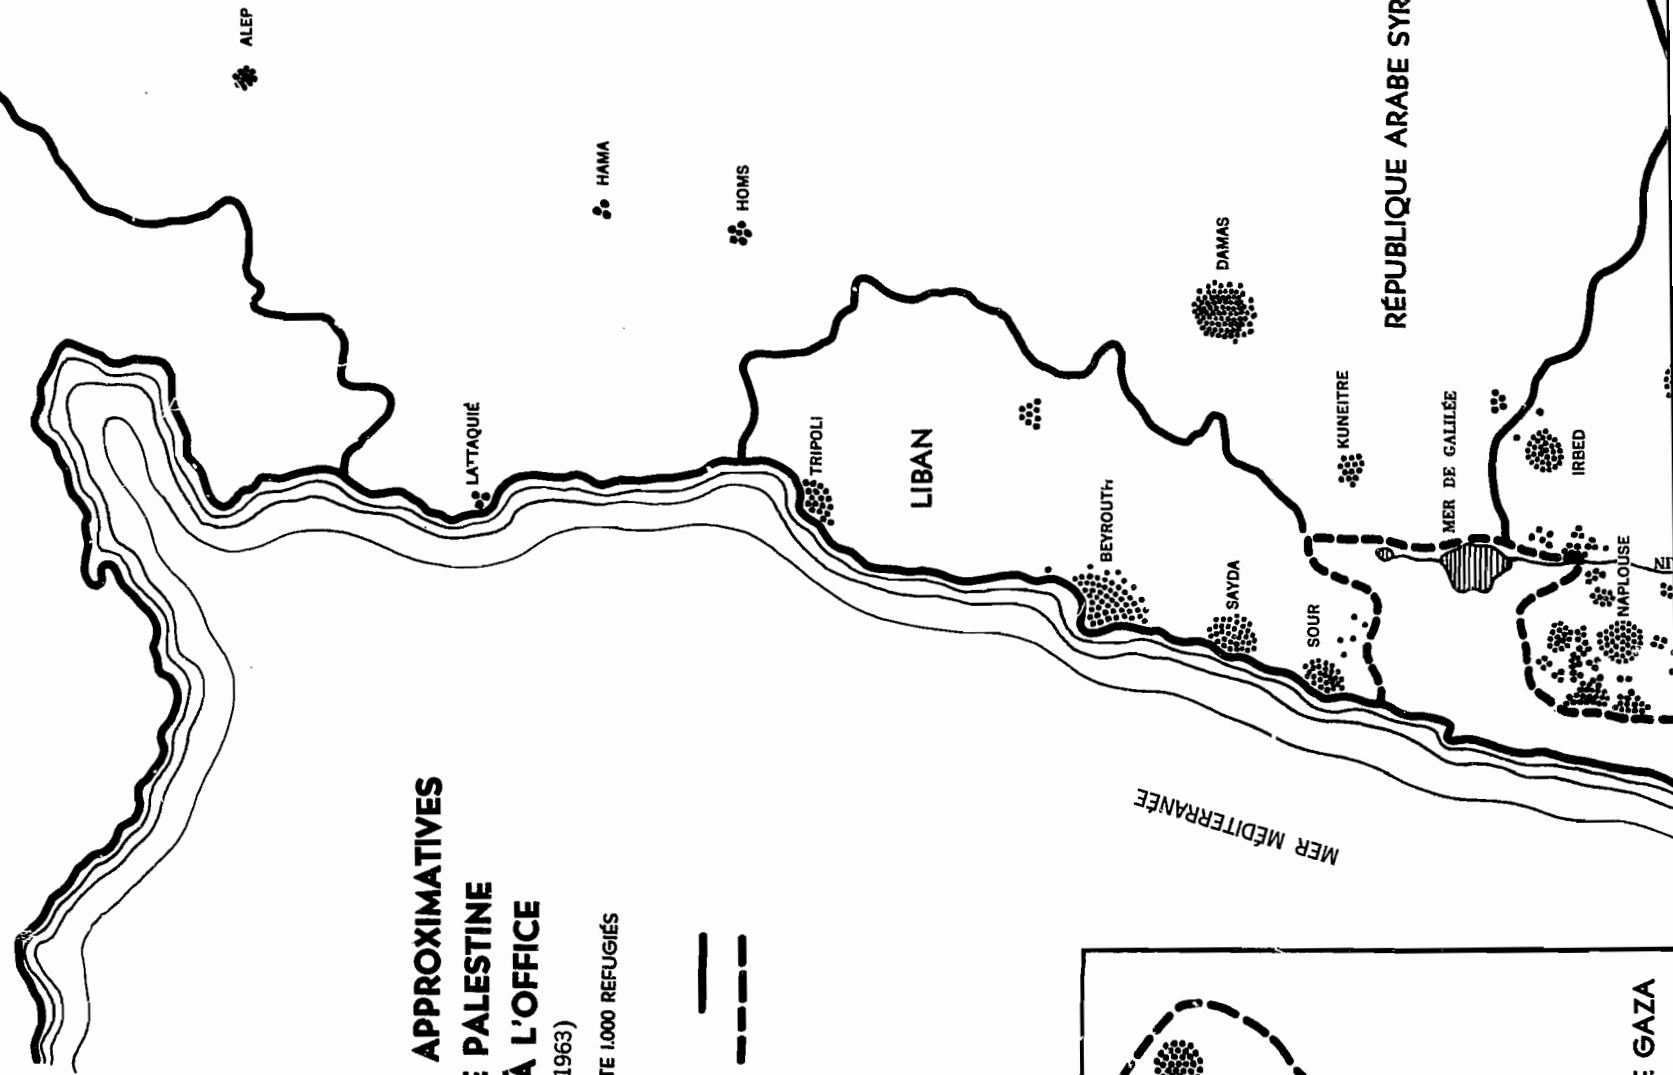 APPROXIMATIVES
PALESTINE
À L'OFFICE
1963)
TE 1.000 REFUGIÉS
ALEP
HAMA
HOMS
LATTAQUIÉ
TRIPOLI
LIBAN
BEYROUTH
DAMAS
SAYDA
SOUR
KUNEITRE
RÉPUBLIQUE ARABE SYR
MER DE GALILÉE
IRBED
NAPLOUSE
MER MÉDITERRANÉE
GAZA